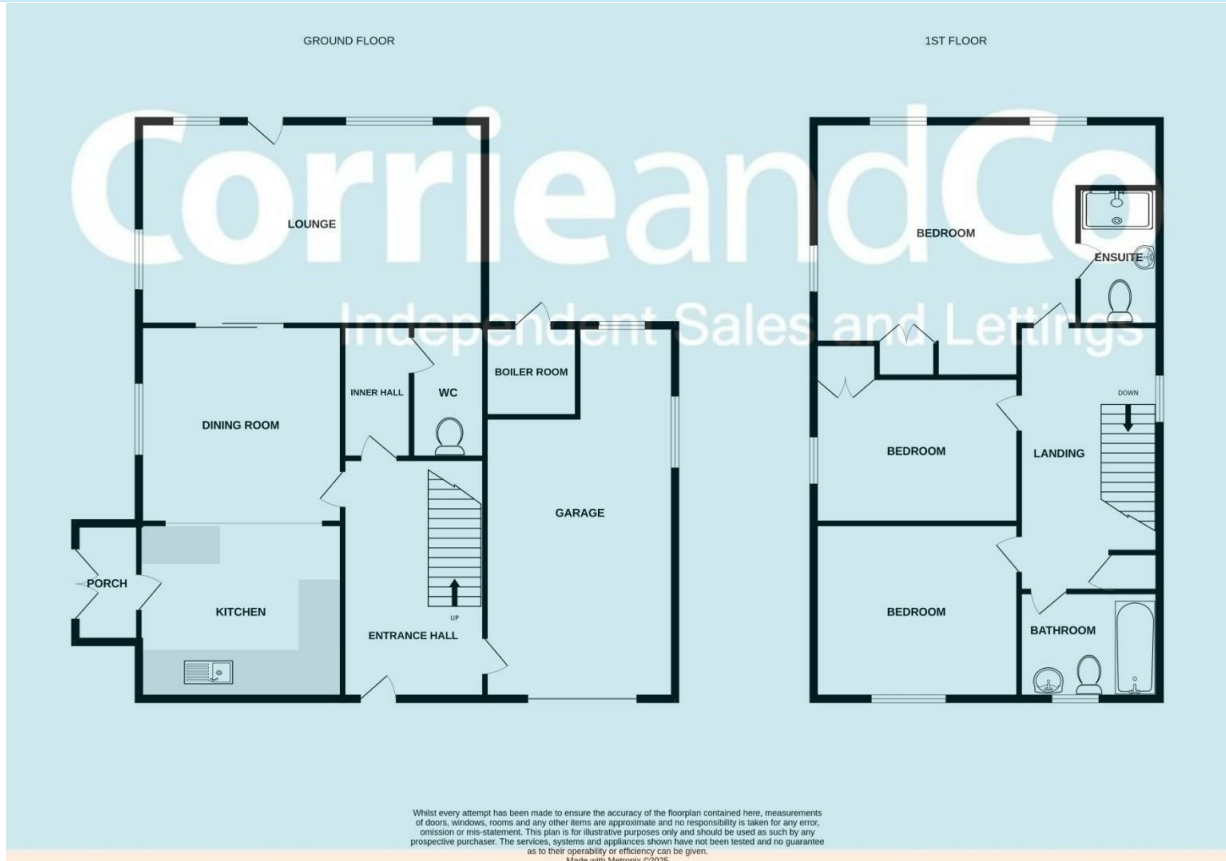 GROUND FLOOR
1ST FLOOR
CorrieandCo
Independent Sales and Lettings
LOUNGE
BEDROOM
ENSUITE
BOILER ROOM
INNER HALL
WC
DOWN
DINING ROOM
BEDROOM
LANDING
GARAGE
PORCH
KITCHEN
UP
ENTRANCE HALL
BEDROOM
BATHROOM
Whilst every attempt has been made to ensure the accuracy of the floorplan contained here, measurements
of doors, windows, rooms and any other items are approximate and no responsibility is taken for any error,
omission or mis-statement. This plan is for illustrative purposes only and should be used as such by any
prospective purchaser. The services, systems and appliances shown have not been tested and no guarantee
as to their operability or efficiency can be given.
Made with Metropix ©2025